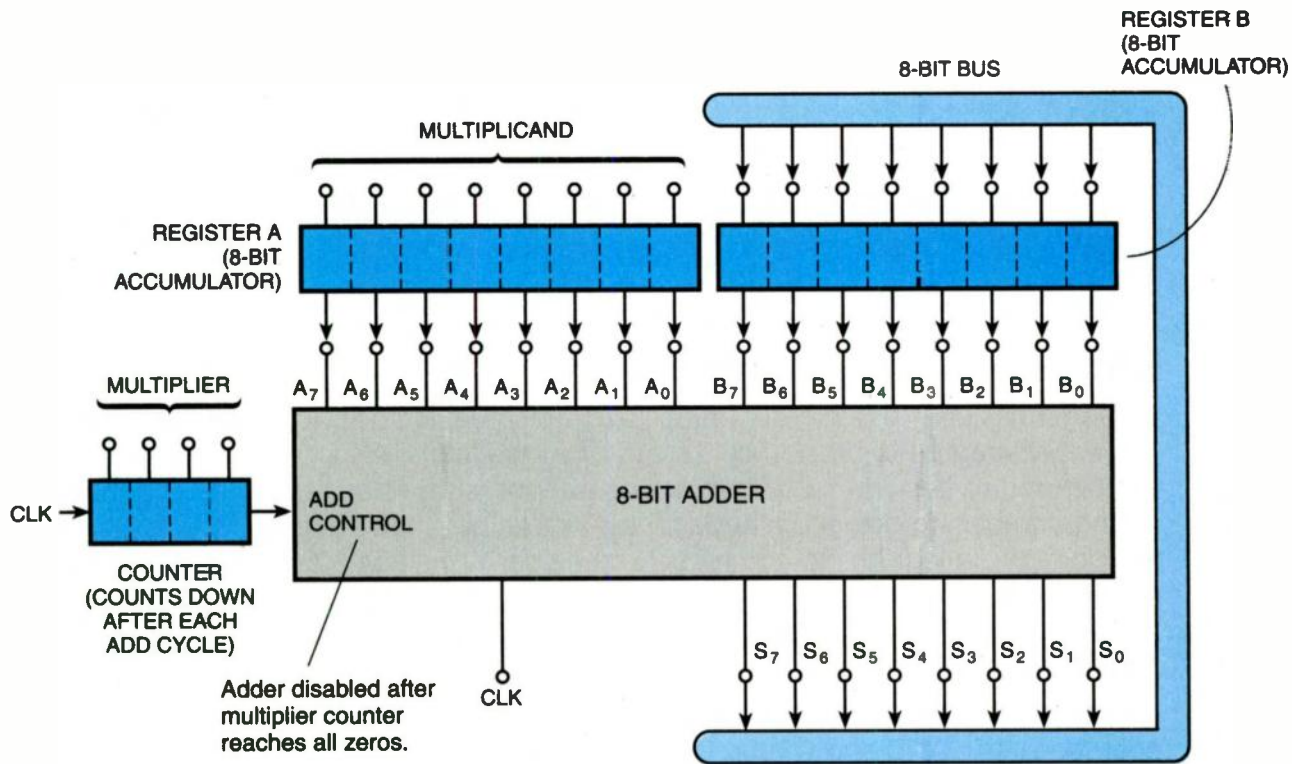 REGISTER B
(8-BIT
ACCUMULATOR)
8-BIT BUS
MULTIPLICAND
REGISTER A
(8-BIT
ACCUMULATOR)
MULTIPLIER
A₇ A₆ A₅ A₄ A₃ A₂ A₁ A₀ B₇ B₆ B₅ B₄ B₃ B₂ B₁ B₀
CLK
ADD
CONTROL
8-BIT ADDER
COUNTER
(COUNTS DOWN
AFTER EACH
ADD CYCLE)
S₇ S₆ S₅ S₄ S₃ S₂ S₁ S₀
CLK
Adder disabled after
multiplier counter
reaches all zeros.